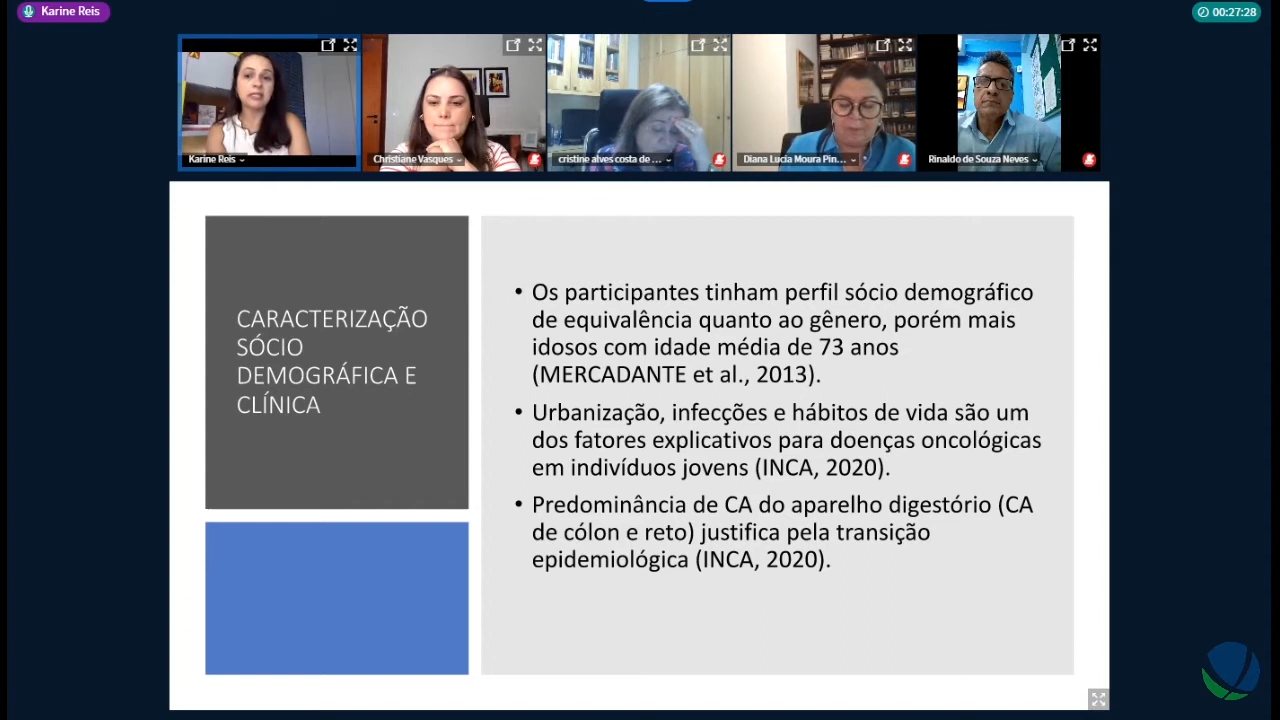 Karine Reis
00:27:28
Karine Reis
Christiane Vasques
cristine alves costa de ...
Diana Lucia Moura Pin...
Rinaldo de Souza Neves
CARACTERIZAÇÃO
SÓCIO
DEMOGRÁFICA E
CLÍNICA
• Os participantes tinham perfil sócio demográfico
de equivalência quanto ao gênero, porém mais
idosos com idade média de 73 anos
(MERCADANTE et al., 2013).
• Urbanização, infecções e hábitos de vida são um
dos fatores explicativos para doenças oncológicas
em indivíduos jovens (INCA, 2020).
• Predominância de CA do aparelho digestório (CA
de cólon e reto) justifica pela transição
epidemiológica (INCA, 2020).